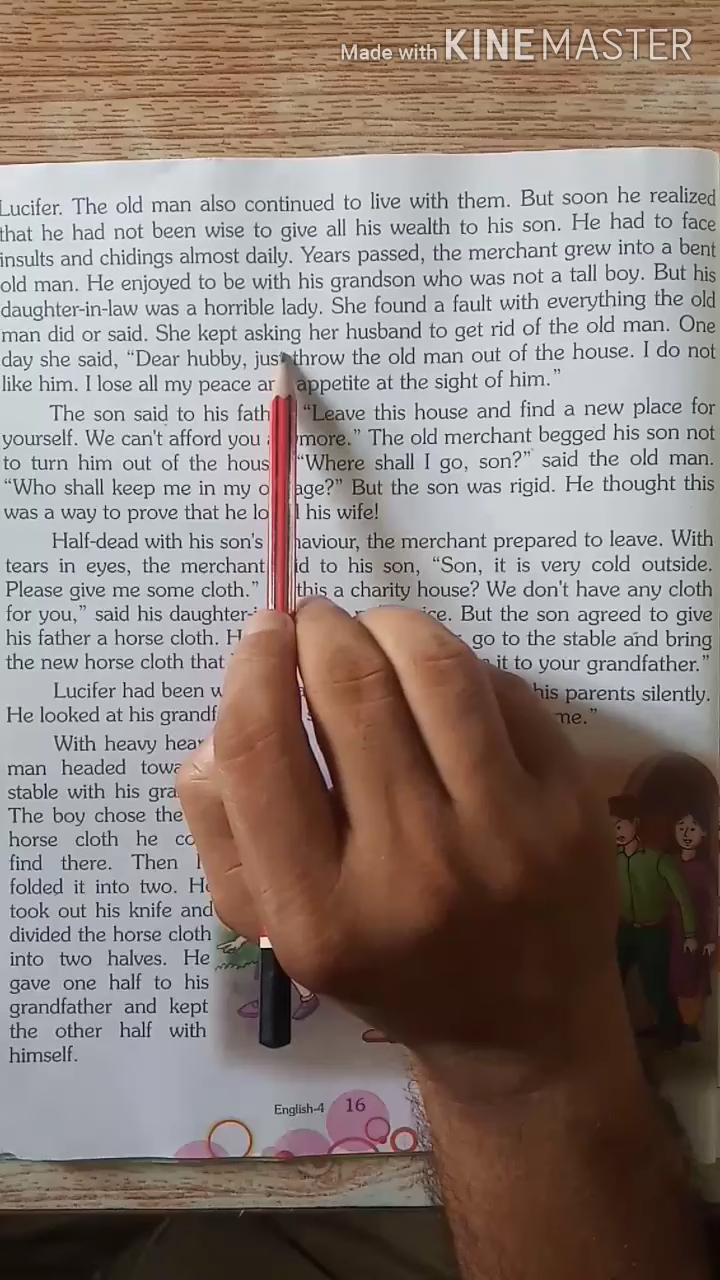 Made with KINEMASTER
Lucifer. The old man also continued to live with them. But soon he realized
that he had not been wise to give all his wealth to his son. He had to face
insults and chidings almost daily. Years passed, the merchant grew into a bent
old man. He enjoyed to be with his grandson who was not a tall boy. But his
daughter-in-law was a horrible lady. She found a fault with everything the old
man did or said. She kept asking her husband to get rid of the old man. One
day she said, “Dear hubby, just throw the old man out of the house. I do not
like him. I lose all my peace appetite at the sight of him.”
The son said to his “Leave this house and find a new place for
yourself. We can't afford you more.” The old merchant begged his son not
to turn him out of the “Where shall I go, son?” said the old man.
“Who shall keep me in my age?” But the son was rigid. He thought this
was a way to prove that he his wife!
Half-dead with his son's the merchant prepared to leave. With
tears in eyes, the merchant to his son, “Son, it is very cold outside.
Please give me some cloth.” this a charity house? We don't have any cloth
for you,” said his But the son agreed to give
his father a horse cloth. go to the stable and bring
the new horse cloth that it to your grandfather.”
Lucifer had been his parents silently.
He looked at his me.”
With heavy
man headed
stable with his
The boy chose the
horse cloth he
find there. Then
folded it into two.
took out his knife and
divided the horse cloth
into two halves. He
gave one half to his
grandfather and kept
the other half with
himself.
English-4 16